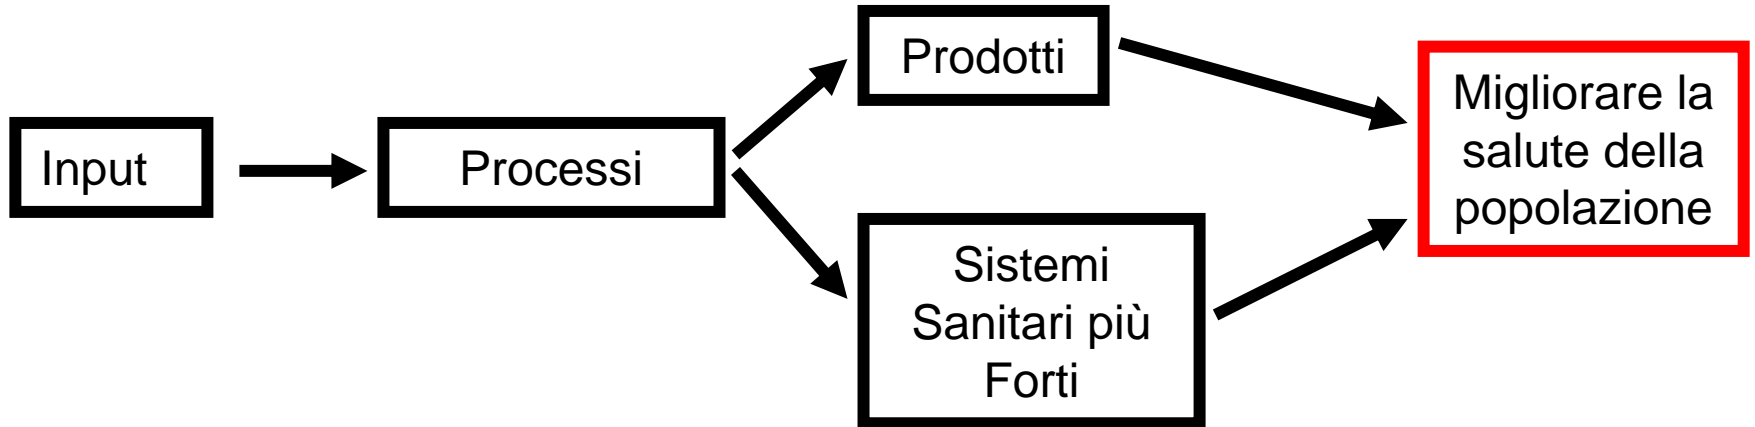 Input
Processi
Prodotti
Sistemi
Sanitari più
Forti
Migliorare la
salute della
popolazione